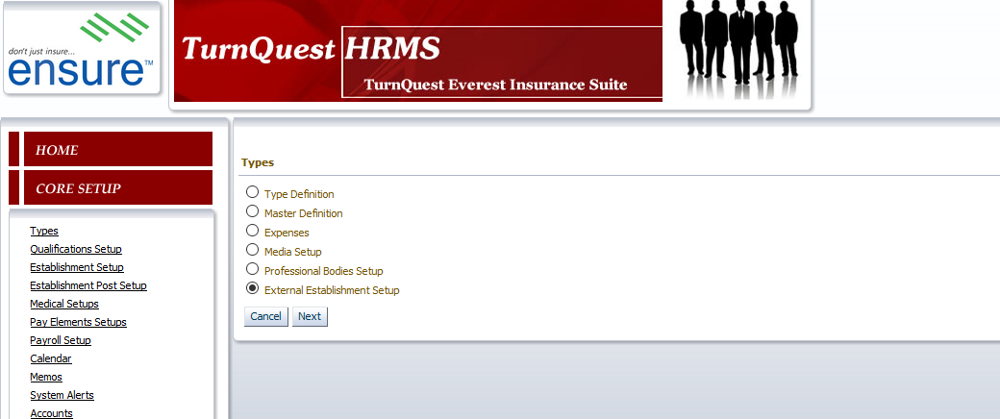 don't just insure...
ensure™
TurnQuest HRMS
TurnQuest Everest Insurance Suite
HOME
CORE SETUP
Types
Qualifications Setup
Establishment Setup
Establishment Post Setup
Medical Setups
Pay Elements Setups
Payroll Setup
Calendar
Memos
System Alerts
Accounts
Types
Type Definition
Master Definition
Expenses
Media Setup
Professional Bodies Setup
External Establishment Setup
Cancel Next